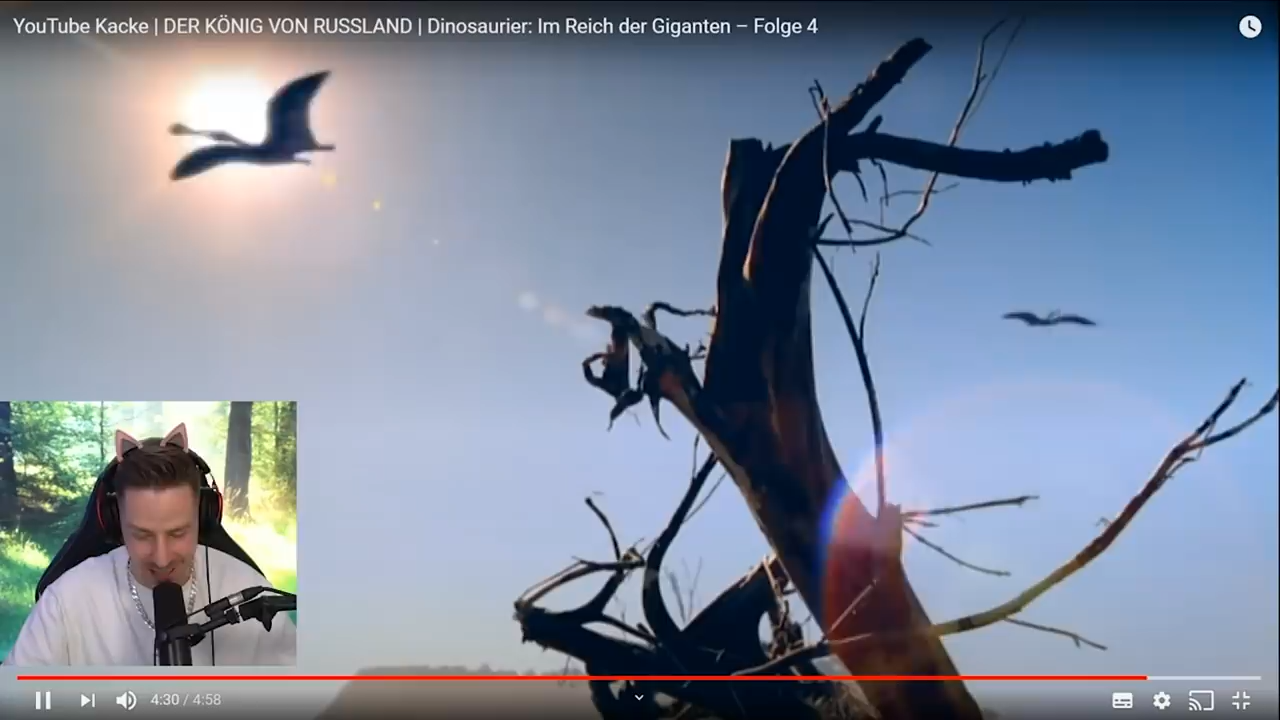 YouTube Kacke | DER KÖNIG VON RUSSLAND | Dinosaurier: Im Reich der Giganten – Folge 4
4:30 / 4:58